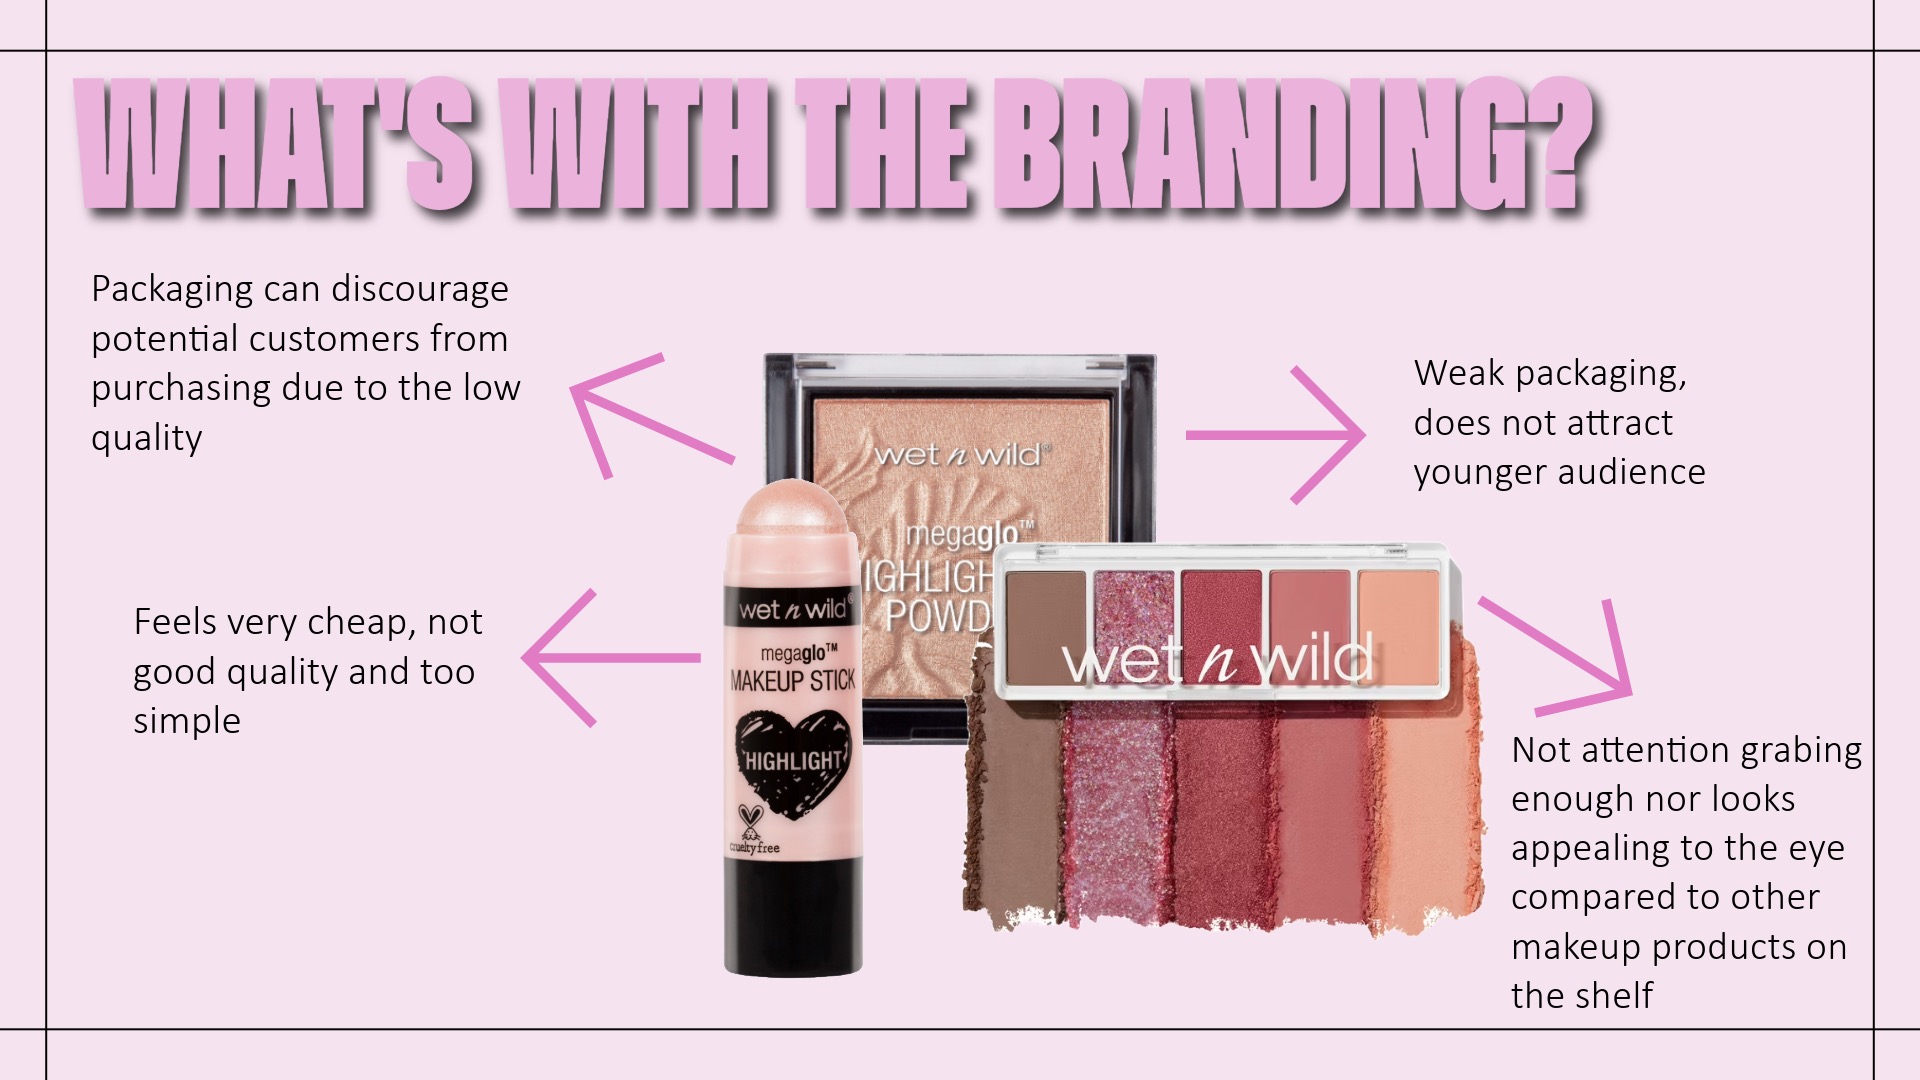 WHAT'S WITH THE BRANDING?
Packaging can discourage
potential customers from
purchasing due to the low
quality
Weak packaging,
does not attract
younger audience
Feels very cheap, not
good quality and too
simple
Not attention grabing
enough nor looks
appealing to the eye
compared to other
makeup products on
the shelf
wet n wild®
megaglo™
IGHLIGH
POWD
wet n wild®
megaglo™
MAKEUP STICK
HIGHLIGHT
cruelty free
wet n wild